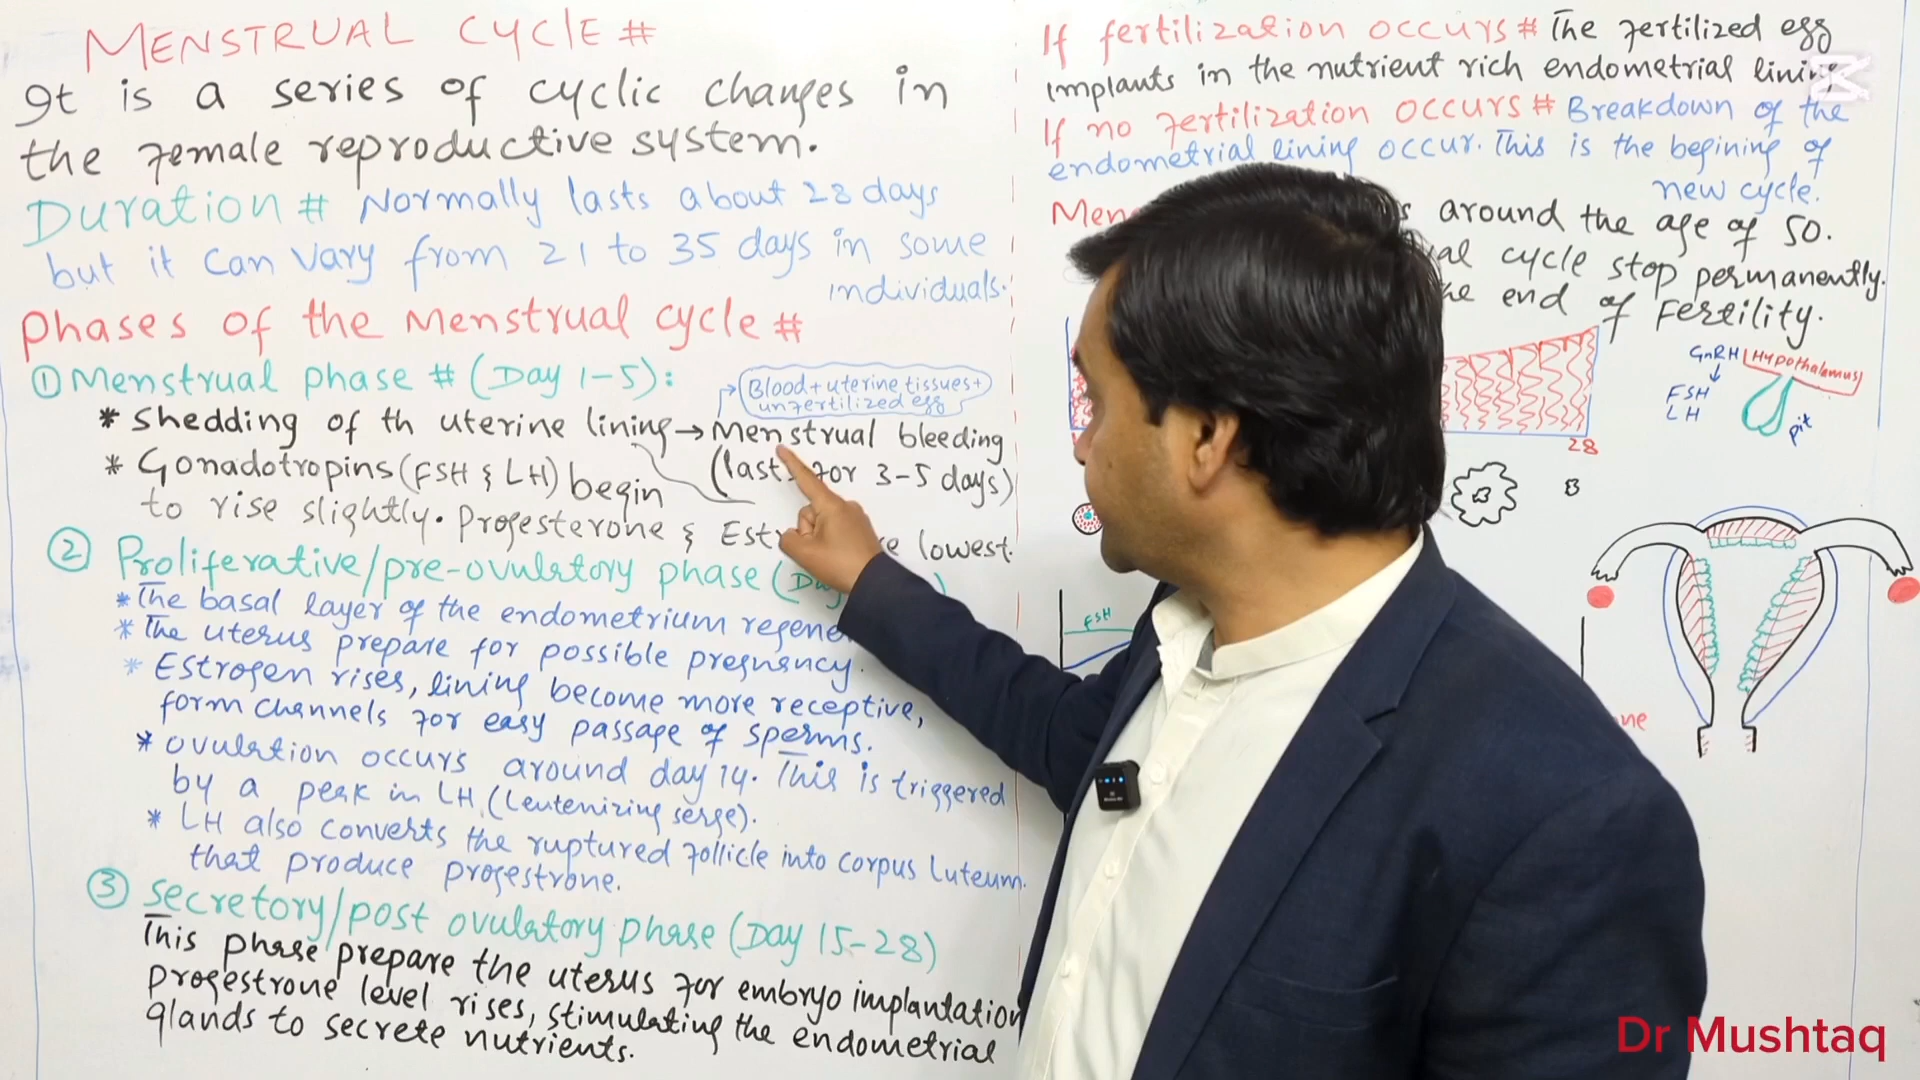 MENSTRUAL CYCLE #
It is a series of cyclic changes in
the female reproductive system.
Duration # Normally lasts about 28 days
but it can vary from 21 to 35 days in some
individuals.
Phases of the Menstrual cycle #
① Menstrual phase # (Day 1-5):
Blood + uterine tissues +
unfertilized egg
* Shedding of th uterine lining → Menstrual bleeding
(lasts for 3-5 days)
* Gonadotropins (FSH & LH) begin
to rise slightly. Progesterone & lowest.
② Proliferative/pre-ovulatory phase
* The basal layer of the endometrium
* The uterus prepare for possible pregnancy.
* Estrogen rises, lining become more receptive,
form channels for easy passage of sperms.
* Ovulation occurs around day 14. This is triggered
by a peak in LH (Leutenizing serge).
* LH also converts the ruptured follicle into corpus luteum
that produce progestrone.
③ Secretory/post ovulatory phase (Day 15-28)
This phase prepare the uterus for embryo implantation
progestrone level rises, stimulating the endometrial
glands to secrete nutrients.
If fertilization occurs # The fertilized egg
implants in the nutrient rich endometrial lining
If no fertilization occurs # Breakdown of the
endometrial lining occur. This is the begining of
new cycle.
around the age of 50.
cycle stop permanently.
end of Fertility.
28
GnRH
Hypothalamus
FSH
LH
pit
FSH
Dr Mushtaq